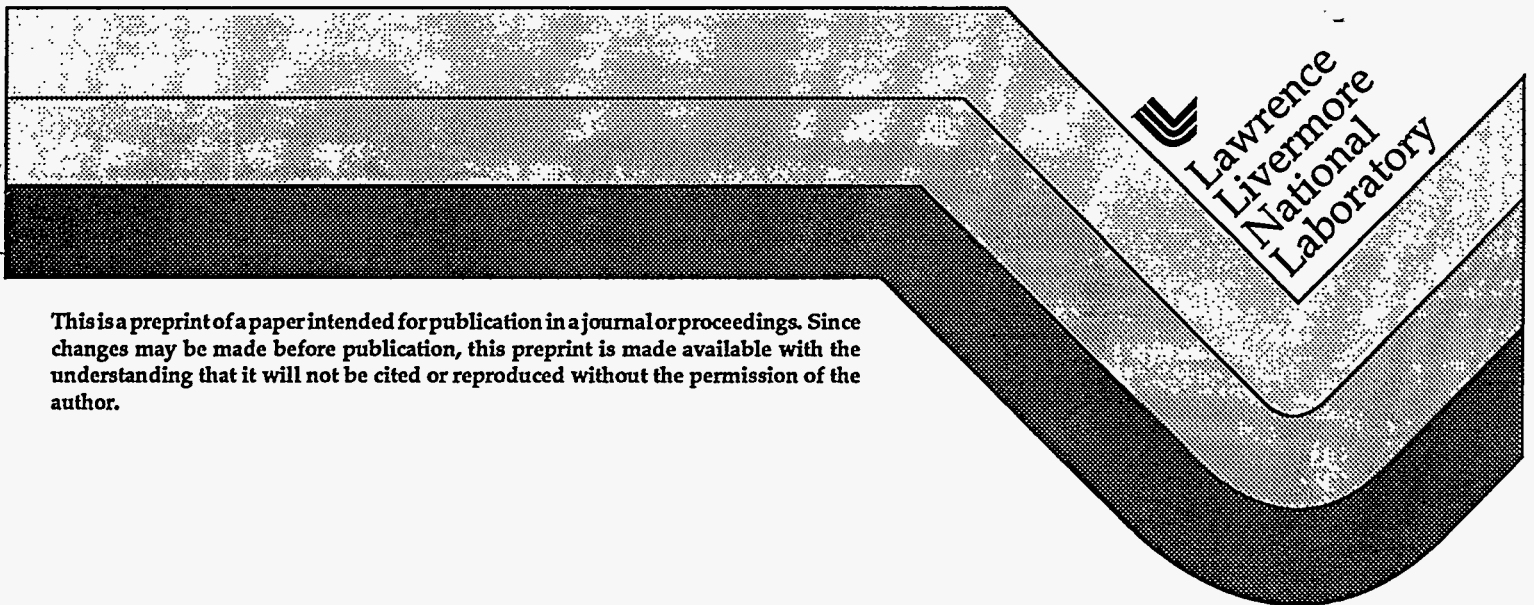 Lawrence
Livermore
National
Laboratory
This is a preprint of a paper intended for publication in a journal or proceedings. Since
changes may be made before publication, this preprint is made available with the
understanding that it will not be cited or reproduced without the permission of the
author.